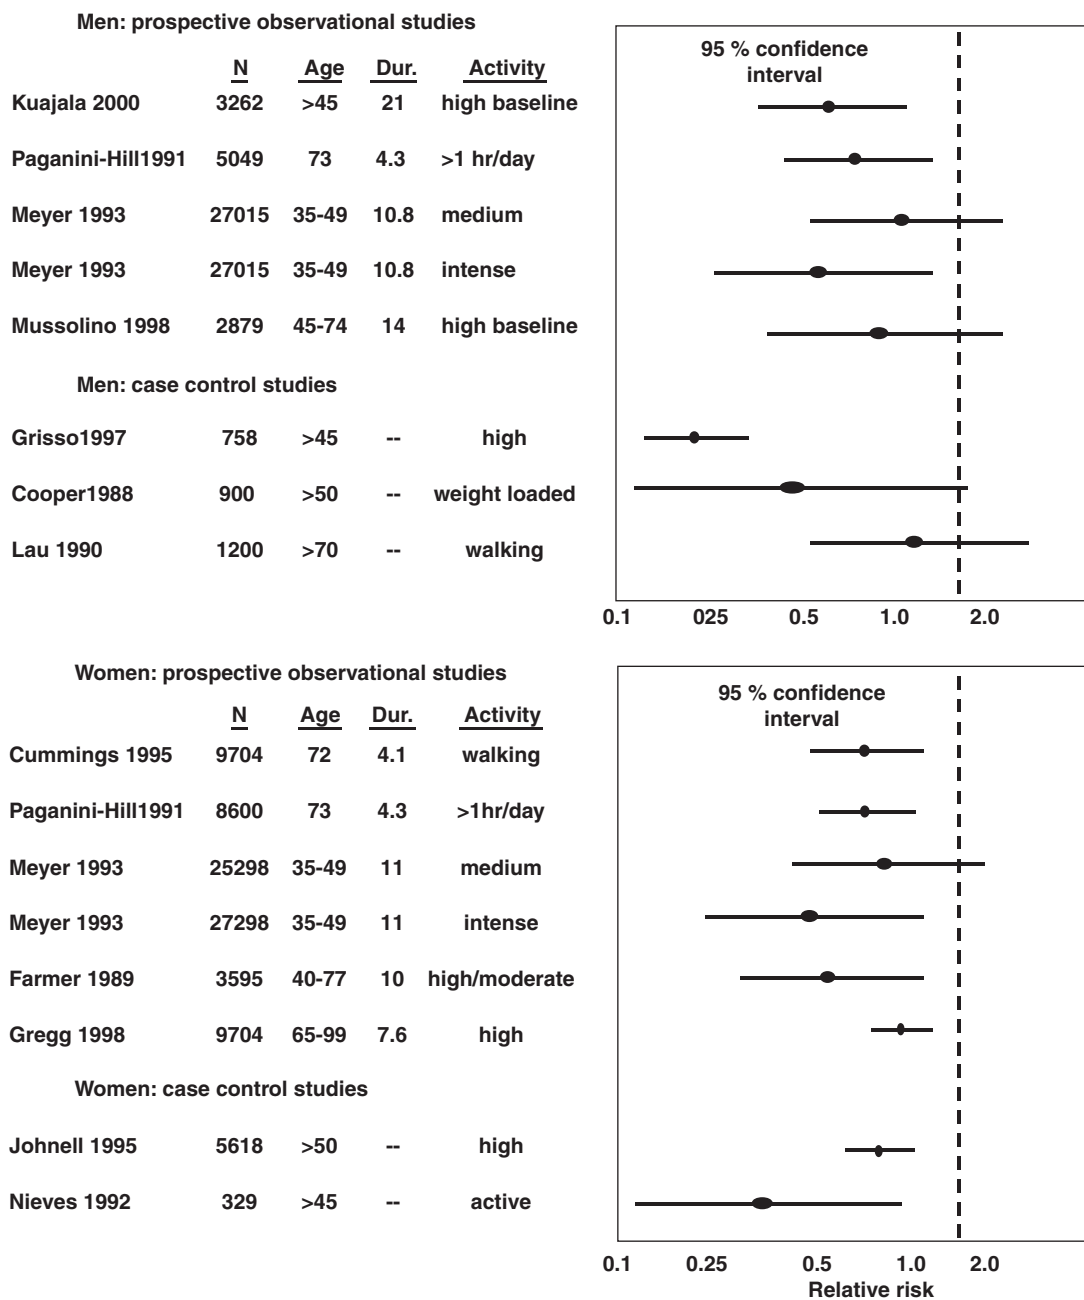 Men: prospective observational studies
N Age Dur. Activity
Kuajala 2000 3262 >45 21 high baseline
Paganini-Hill1991 5049 73 4.3 >1 hr/day
Meyer 1993 27015 35-49 10.8 medium
Meyer 1993 27015 35-49 10.8 intense
Mussolino 1998 2879 45-74 14 high baseline
Men: case control studies
Grisso1997 758 >45 -- high
Cooper1988 900 >50 -- weight loaded
Lau 1990 1200 >70 -- walking
95 % confidence
interval
0.1 025 0.5 1.0 2.0
Women: prospective observational studies
N Age Dur. Activity
Cummings 1995 9704 72 4.1 walking
Paganini-Hill1991 8600 73 4.3 >1hr/day
Meyer 1993 25298 35-49 11 medium
Meyer 1993 27298 35-49 11 intense
Farmer 1989 3595 40-77 10 high/moderate
Gregg 1998 9704 65-99 7.6 high
Women: case control studies
Johnell 1995 5618 >50 -- high
Nieves 1992 329 >45 -- active
95 % confidence
interval
0.1 0.25 0.5 1.0 2.0
Relative risk